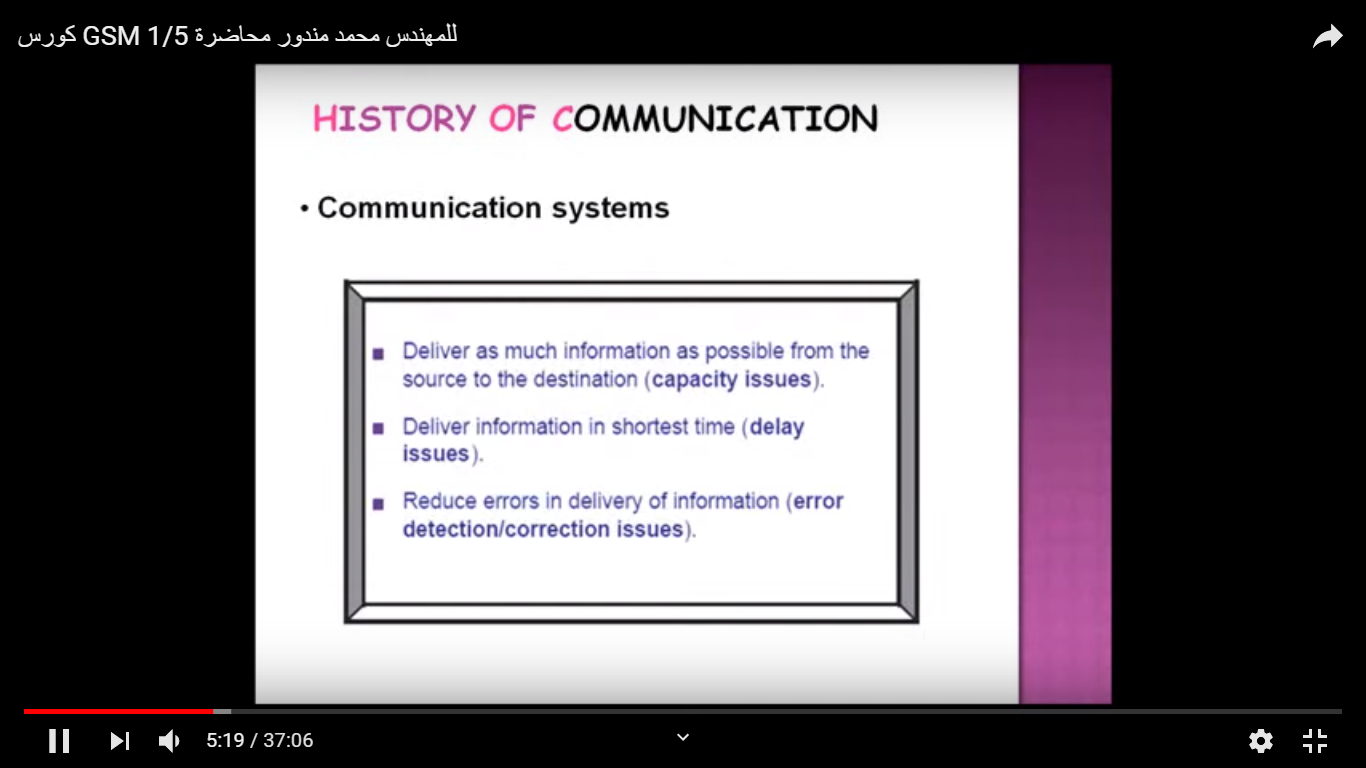 كورس GSM 1/5 للمهندس محمد مندور محاضرة
HISTORY OF COMMUNICATION
• Communication systems
■ Deliver as much information as possible from the
source to the destination (capacity issues).
■ Deliver information in shortest time (delay
issues).
■ Reduce errors in delivery of information (error
detection/correction issues).
5:19 / 37:06